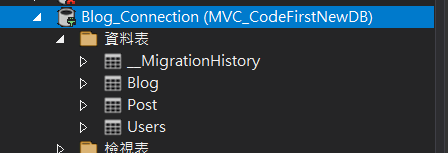 Blog_Connection (MVC_CodeFirstNewDB)
資料表
__MigrationHistory
Blog
Post
Users
檢視表